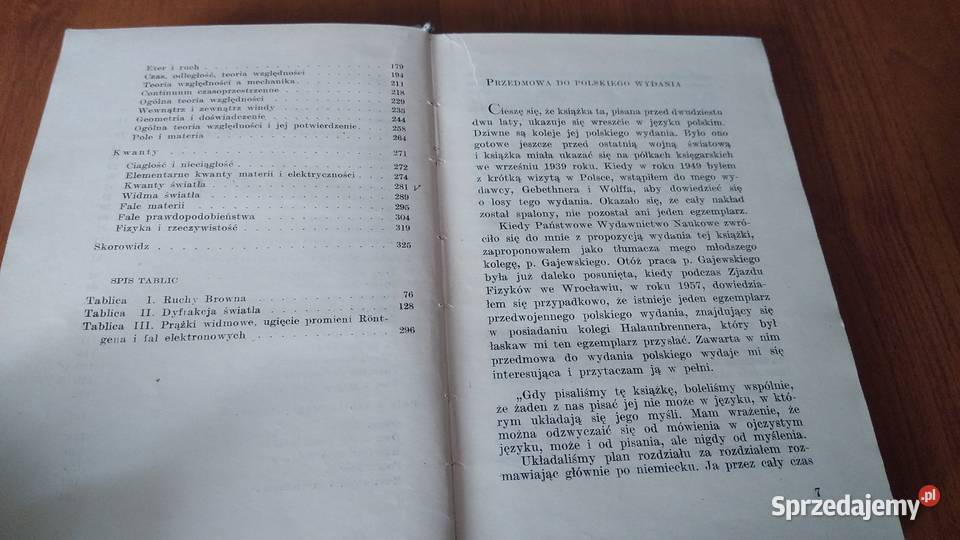 Eter i ruch . . . 179
Czas, odległość, teoria względności . . . 194
Teoria względności a mechanika . . . 211
Continuum czasoprzestrzenne . . . 218
Ogólna teoria względności . . . 229
Wewnątrz i zewnątrz windy . . . 235
Geometria i doświadczenie . . . 244
Ogólna teoria względności i jej potwierdzenie . . . 258
Pole i materia . . . 264
Kwanty . . . 271
Ciągłość i nieciągłość . . . 272
Elementarne kwanty materii i elektryczności . . . 274
Kwanty światła . . . 281 ✓
Widma światła . . . 289
Fale materii . . . 295
Fale prawdopodobieństwa . . . 304
Fizyka i rzeczywistość . . . 319
Skorowidz . . . 325
SPIS TABLIC
Tablica I. Ruchy Browna . . . 76
Tablica II. Dyfrakcja światła . . . 128
Tablica III. Prążki widmowe, ugięcie promieni Rönt-
gena i fal elektronowych . . . 296
PRZEDMOWA DO POLSKIEGO WYDANIA
Cieszę się, że książka ta, pisana przed dwudziestu
dwu laty, ukazuje się wreszcie w języku polskim.
Dziwne są koleje jej polskiego wydania. Było ono
gotowe jeszcze przed ostatnią wojną światową
i książka miała ukazać się na półkach księgarskich
we wrześniu 1939 roku. Kiedy w roku 1949 byłem
z krótką wizytą w Polsce, wstąpiłem do mego wy-
dawcy, Gebethnera i Wolffa, aby dowiedzieć się
o losy tego wydania. Okazało się, że cały nakład
został spalony, nie pozostał ani jeden egzemplarz.
Kiedy Państwowe Wydawnictwo Naukowe zwró-
ciło się do mnie z propozycją wydania tej książki,
zaproponowałem jako tłumacza mego młodszego
kolegę, p. Gajewskiego. Otóż praca p. Gajewskiego
była już daleko posunięta, kiedy podczas Zjazdu
Fizyków we Wrocławiu, w roku 1957, dowiedzia-
łem się przypadkowo, że istnieje jeden egzemplarz
przedwojennego polskiego wydania, znajdujący się
w posiadaniu kolegi Halaunbrennera, który był
łaskaw mi ten egzemplarz przysłać. Zawarta w nim
przedmowa do wydania polskiego wydaje mi się
interesująca i przytaczam ją w pełni.
„Gdy pisaliśmy tę książkę, boleliśmy wspólnie,
że żaden z nas pisać jej nie może w języku, w któ-
rym układają się jego myśli. Mam wrażenie, że
można odzwyczaić się od mówienia w ojczystym
języku, może i od pisania, ale nigdy od myślenia.
Układaliśmy plan rozdziału za rozdziałem roz-
mawiając głównie po niemiecku. Ja przez cały czas
7
Sprzedajemy.pl